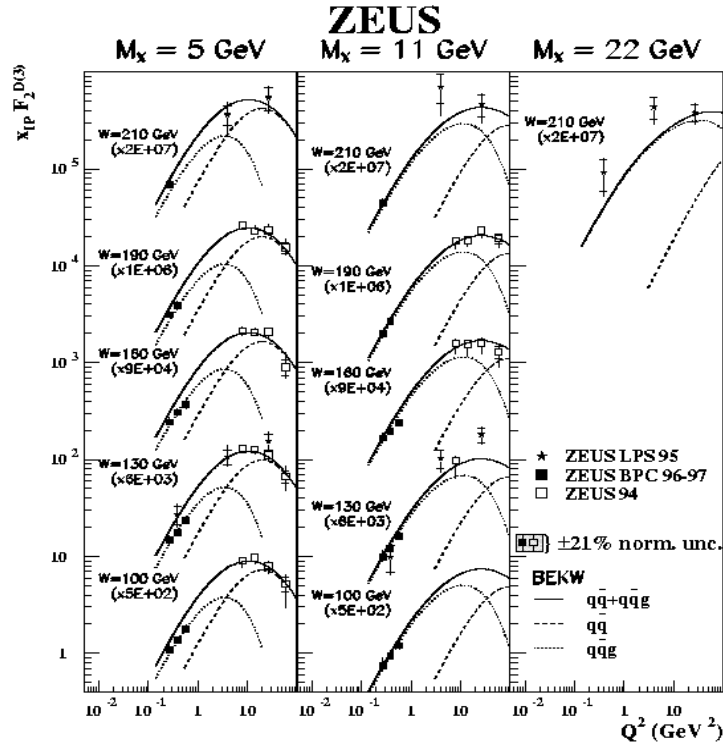 ZEUS
M_x = 5 GeV M_x = 11 GeV M_x = 22 GeV
x_IP F_2^D(3)
10^5
10^4
10^3
10^2
10
1
W=210 GeV
(x2E+07)
W=190 GeV
(x1E+06)
W=160 GeV
(x9E+04)
W=130 GeV
(x6E+03)
W=100 GeV
(x5E+02)
W=210 GeV
(x2E+07)
W=190 GeV
(x1E+06)
W=160 GeV
(x9E+04)
W=130 GeV
(x6E+03)
W=100 GeV
(x5E+02)
W=210 GeV
(x2E+07)
★ ZEUS LPS 95
■ ZEUS BPC 96-97
□ ZEUS 94
} ±21% norm. unc.
BEKW
qq̄+qq̄g
qq̄
qq̄g
10^-2 10^-1 1 10 10^-2 10^-1 1 10 10^-2 10^-1 1 10
Q^2 (GeV^2)